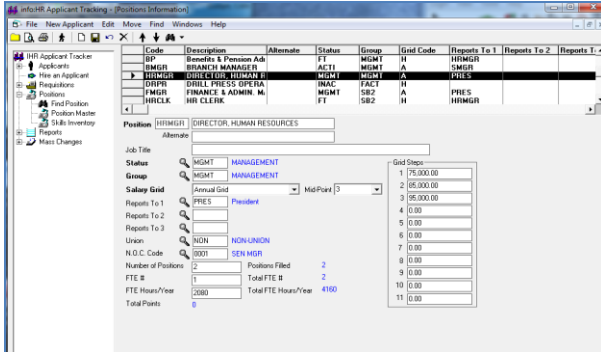 info:HR Applicant Tracking - [Positions Information]
File New Applicant Edit Move Find Windows Help
IHR Applicant Tracker
Applicants
Hire an Applicant
Requisitions
Positions
Find Position
Position Master
Skills Inventory
Reports
Mass Changes
Code Description Alternate Status Group Grid Code Reports To 1 Reports To 2 Reports T
BP Benefits & Pension Adı FT MGMT H HRMGR
BMGR BRANCH MANAGER ACTI MGMT A SMGR
HRMGR DIRECTOR, HUMAN R MGMT MGMT A PRES
DRPR DRILL PRESS OPERA INAC FACT H
FMGR FINANCE & ADMIN. M FT SB2 A PRES
HRCLK HR CLERK FT SB2 H HRMGR
Position HRMGR DIRECTOR, HUMAN RESOURCES
Alternate
Job Title
Status MGMT MANAGEMENT
Group MGMT MANAGEMENT
Salary Grid Annual Grid Mid-Point 3
Reports To 1 PRES President
Reports To 2
Reports To 3
Union NON NON-UNION
N.O.C. Code 0001 SEN MGR
Number of Positions 2 Positions Filled 2
FTE # 1 Total FTE # 2
FTE Hours/Year 2080 Total FTE Hours/Year 4160
Total Points 0
Grid Steps
1 75,000.00
2 85,000.00
3 95,000.00
4 0.00
5 0.00
6 0.00
7 0.00
8 0.00
9 0.00
10 0.00
11 0.00